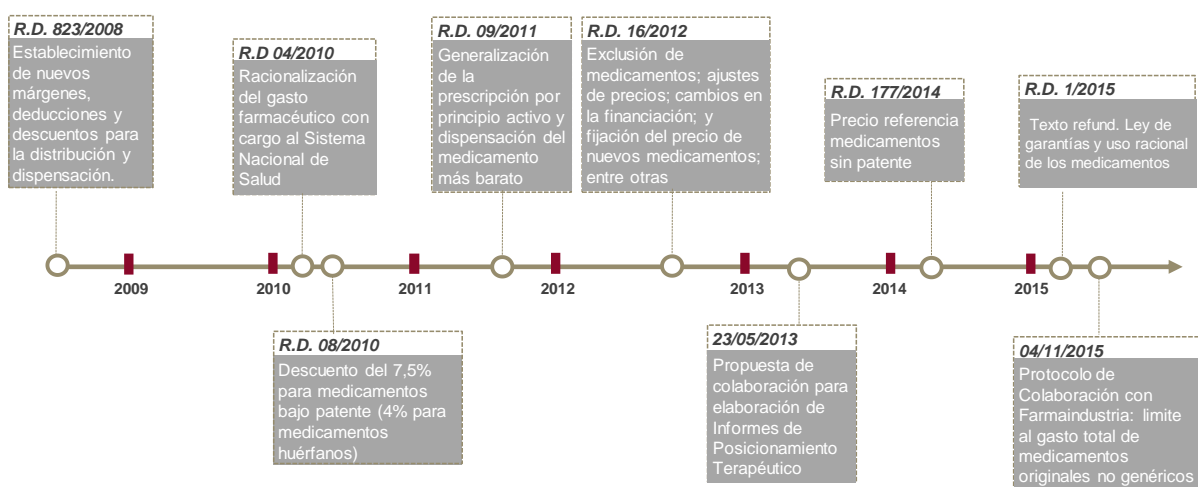 R.D. 823/2008
Establecimiento
de nuevos
márgenes,
deducciones y
descuentos para
la distribución y
dispensación.
R.D 04/2010
Racionalización
del gasto
farmacéutico con
cargo al Sistema
Nacional de
Salud
R.D. 09/2011
Generalización
de la
prescripción por
principio activo y
dispensación del
medicamento
más barato
R.D. 16/2012
Exclusión de
medicamentos; ajustes
de precios; cambios en
la financiación; y
fijación del precio de
nuevos medicamentos;
entre otras
R.D. 177/2014
Precio referencia
medicamentos
sin patente
R.D. 1/2015
Texto refund. Ley de
garantías y uso racional
de los medicamentos
2009
2010
2011
2012
2013
2014
2015
R.D. 08/2010
Descuento del 7,5%
para medicamentos
bajo patente (4% para
medicamentos
huérfanos)
23/05/2013
Propuesta de
colaboración para
elaboración de
Informes de
Posicionamiento
Terapéutico
04/11/2015
Protocolo de
Colaboración con
Farmaindustria: limite
al gasto total de
medicamentos
originales no genéricos